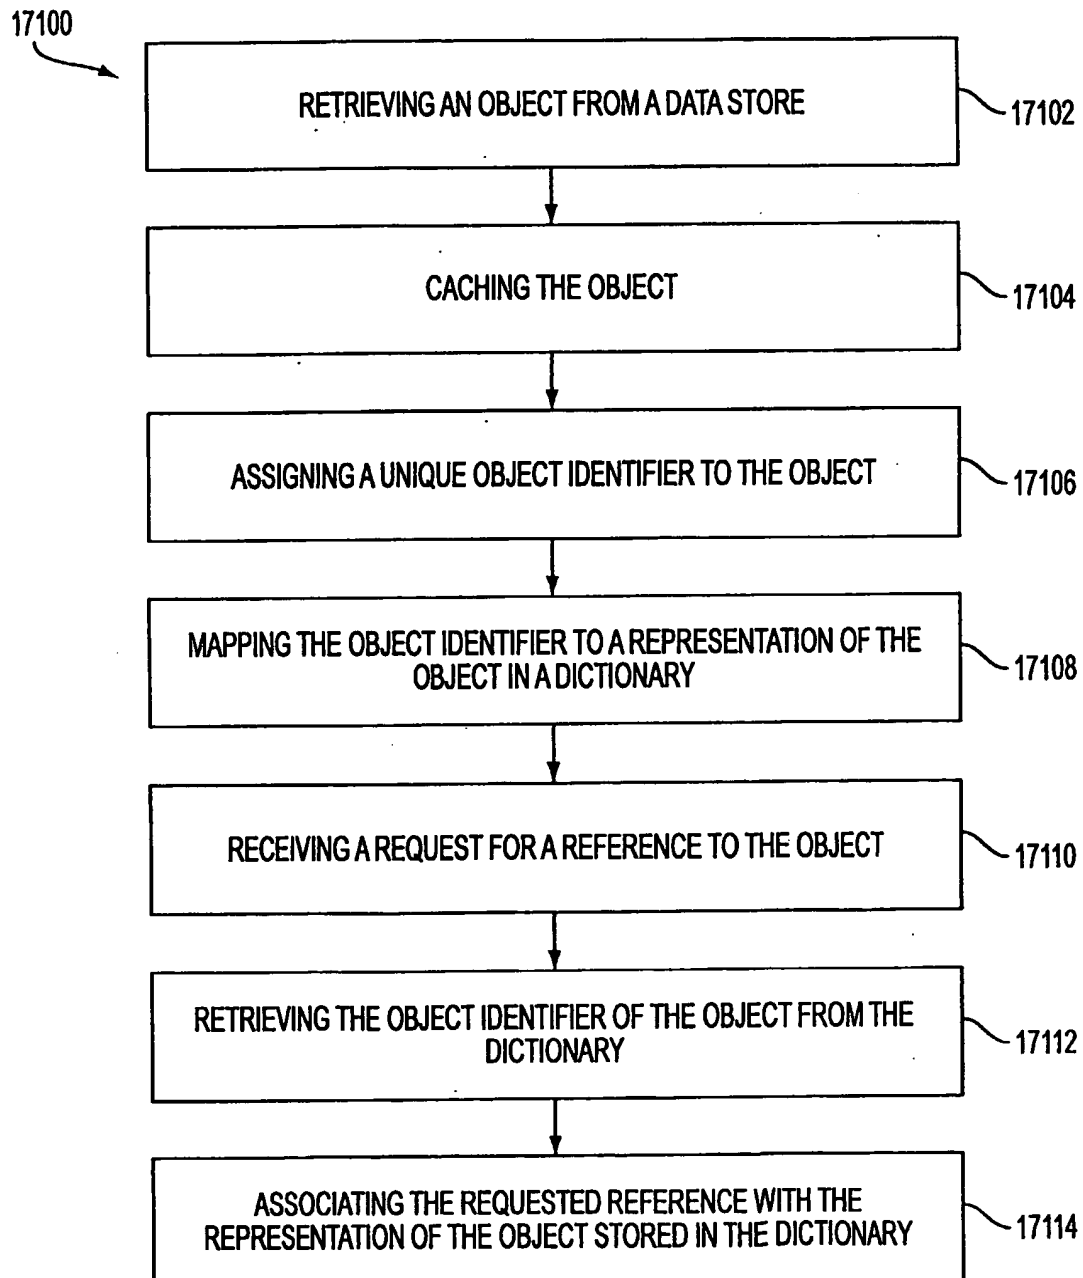 17100
RETRIEVING AN OBJECT FROM A DATA STORE
17102
CACHING THE OBJECT
17104
ASSIGNING A UNIQUE OBJECT IDENTIFIER TO THE OBJECT
17106
MAPPING THE OBJECT IDENTIFIER TO A REPRESENTATION OF THE
OBJECT IN A DICTIONARY
17108
RECEIVING A REQUEST FOR A REFERENCE TO THE OBJECT
17110
RETRIEVING THE OBJECT IDENTIFIER OF THE OBJECT FROM THE
DICTIONARY
17112
ASSOCIATING THE REQUESTED REFERENCE WITH THE
REPRESENTATION OF THE OBJECT STORED IN THE DICTIONARY
17114